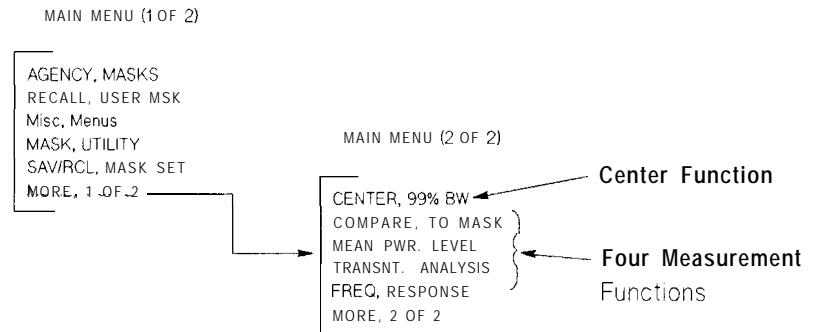 MAIN MENU (1 OF 2)
AGENCY, MASKS
RECALL, USER MSK
Misc, Menus
MASK, UTILITY
SAV/RCL, MASK SET
MORE, 1 OF 2
MAIN MENU (2 OF 2)
CENTER, 99% BW
COMPARE, TO MASK
MEAN PWR. LEVEL
TRANSNT. ANALYSIS
FREQ, RESPONSE
MORE, 2 OF 2
Center Function
Four Measurement
Functions